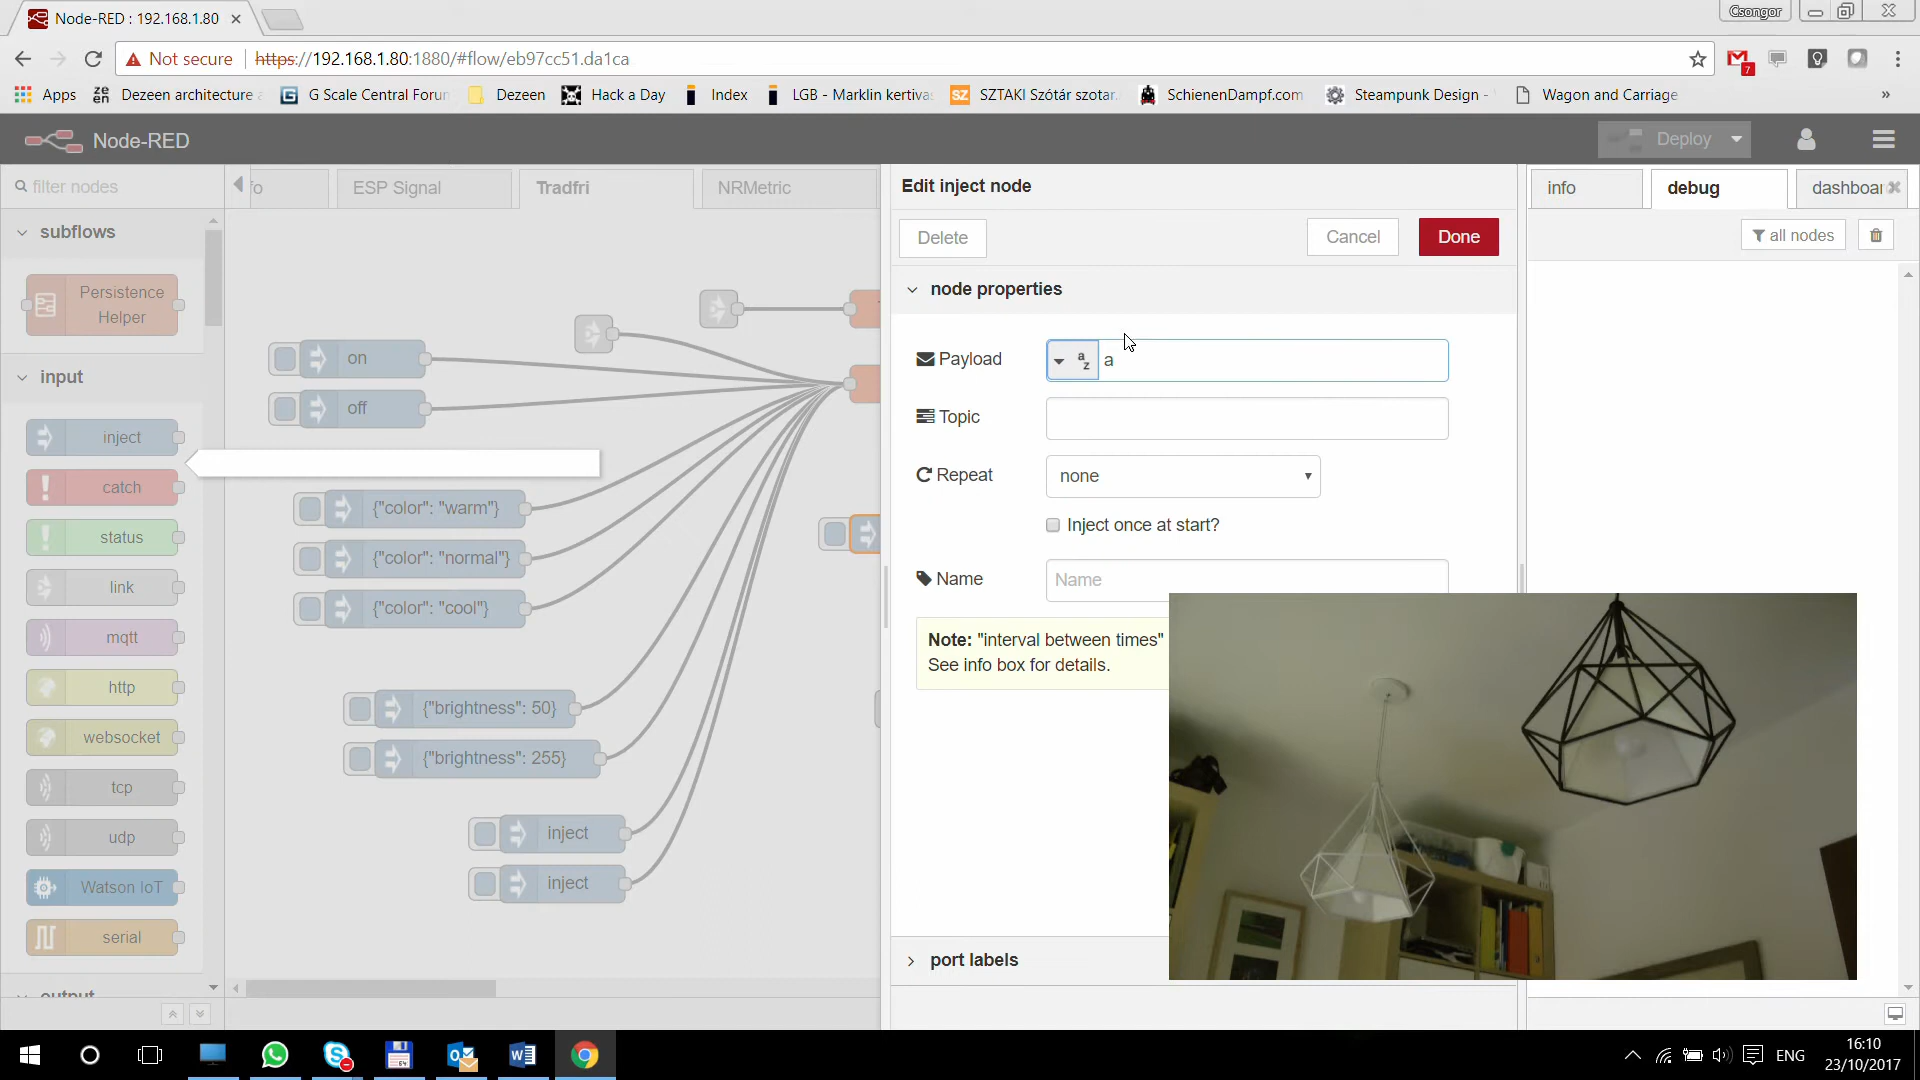 Node-RED : 192.168.1.80
Csongor
Not secure
https://192.168.1.80:1880/#flow/eb97cc51.da1ca
7
Apps
zen
Dezeen architecture
G Scale Central Forum
Dezeen
Hack a Day
Index
LGB - Marklin kertiva
SZ
SZTAKI Szótár szotar.
SchienenDampf.com
Steampunk Design -
Wagon and Carriage
»
Node-RED
Deploy
filter nodes
fo
ESP Signal
Tradfri
NRMetric
Edit inject node
info
debug
dashboar
subflows
Delete
Cancel
Done
all nodes
Persistence
Helper
node properties
on
Payload
a
z
a
input
off
Topic
inject
Repeat
none
catch
{"color": "warm"}
Inject once at start?
status
{"color": "normal"}
Name
Name
link
{"color": "cool"}
mqtt
Note: "interval between times"
See info box for details.
http
{"brightness": 50}
websocket
{"brightness": 255}
tcp
udp
inject
Watson IoT
inject
serial
port labels
output
64
ENG
16:10
23/10/2017